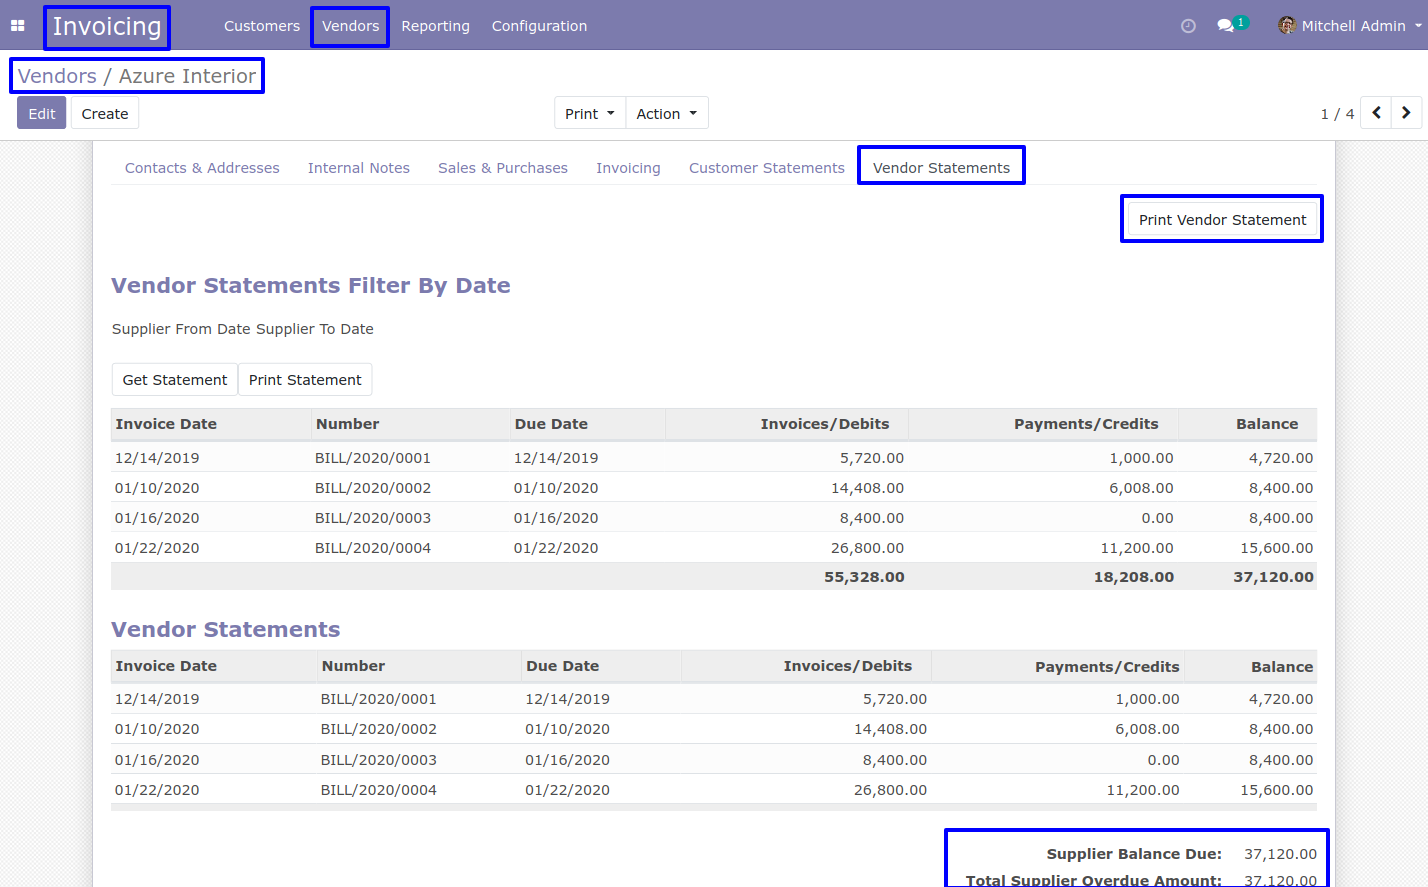 Invoicing Customers Vendors Reporting Configuration 1 Mitchell Admin
Vendors / Azure Interior
Edit Create Print Action 1 / 4
Contacts & Addresses Internal Notes Sales & Purchases Invoicing Customer Statements Vendor Statements
Print Vendor Statement
Vendor Statements Filter By Date
Supplier From Date Supplier To Date
Get Statement Print Statement
Invoice Date Number Due Date Invoices/Debits Payments/Credits Balance
12/14/2019 BILL/2020/0001 12/14/2019 5,720.00 1,000.00 4,720.00
01/10/2020 BILL/2020/0002 01/10/2020 14,408.00 6,008.00 8,400.00
01/16/2020 BILL/2020/0003 01/16/2020 8,400.00 0.00 8,400.00
01/22/2020 BILL/2020/0004 01/22/2020 26,800.00 11,200.00 15,600.00
55,328.00 18,208.00 37,120.00
Vendor Statements
Invoice Date Number Due Date Invoices/Debits Payments/Credits Balance
12/14/2019 BILL/2020/0001 12/14/2019 5,720.00 1,000.00 4,720.00
01/10/2020 BILL/2020/0002 01/10/2020 14,408.00 6,008.00 8,400.00
01/16/2020 BILL/2020/0003 01/16/2020 8,400.00 0.00 8,400.00
01/22/2020 BILL/2020/0004 01/22/2020 26,800.00 11,200.00 15,600.00
Supplier Balance Due: 37,120.00
Total Supplier Overdue Amount: 37,120.00